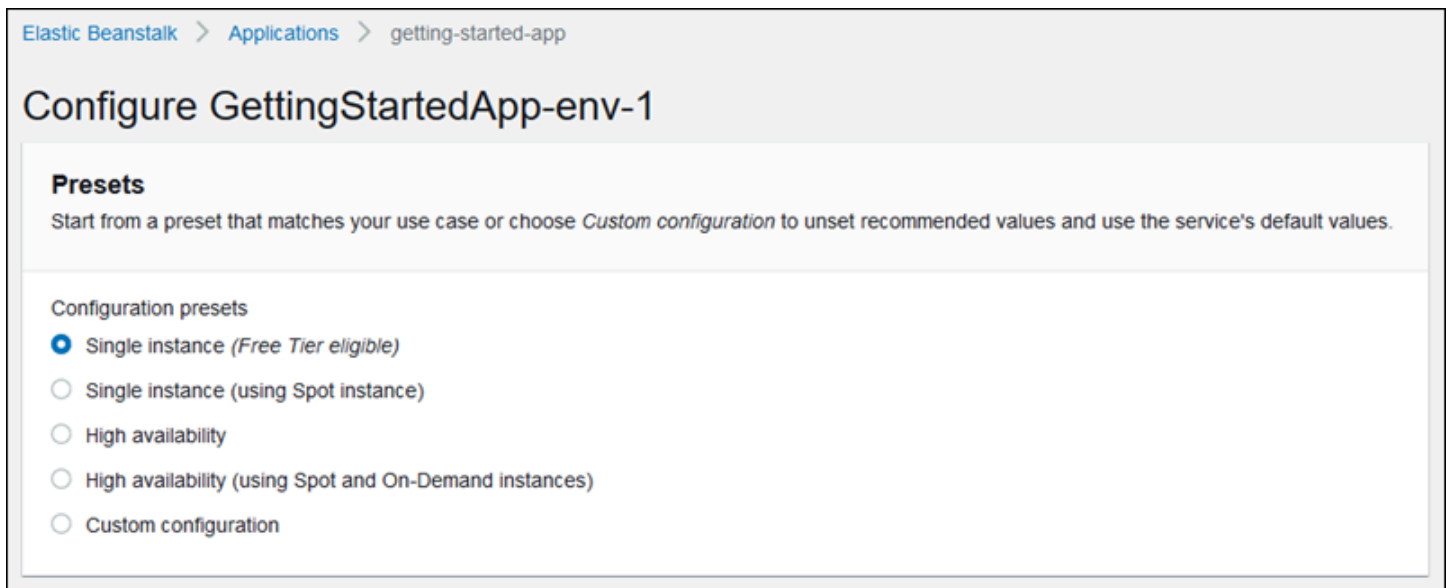 Elastic Beanstalk > Applications > getting-started-app
Configure GettingStartedApp-env-1
Presets
Start from a preset that matches your use case or choose Custom configuration to unset recommended values and use the service's default values.
Configuration presets
Single instance (Free Tier eligible)
Single instance (using Spot instance)
High availability
High availability (using Spot and On-Demand instances)
Custom configuration